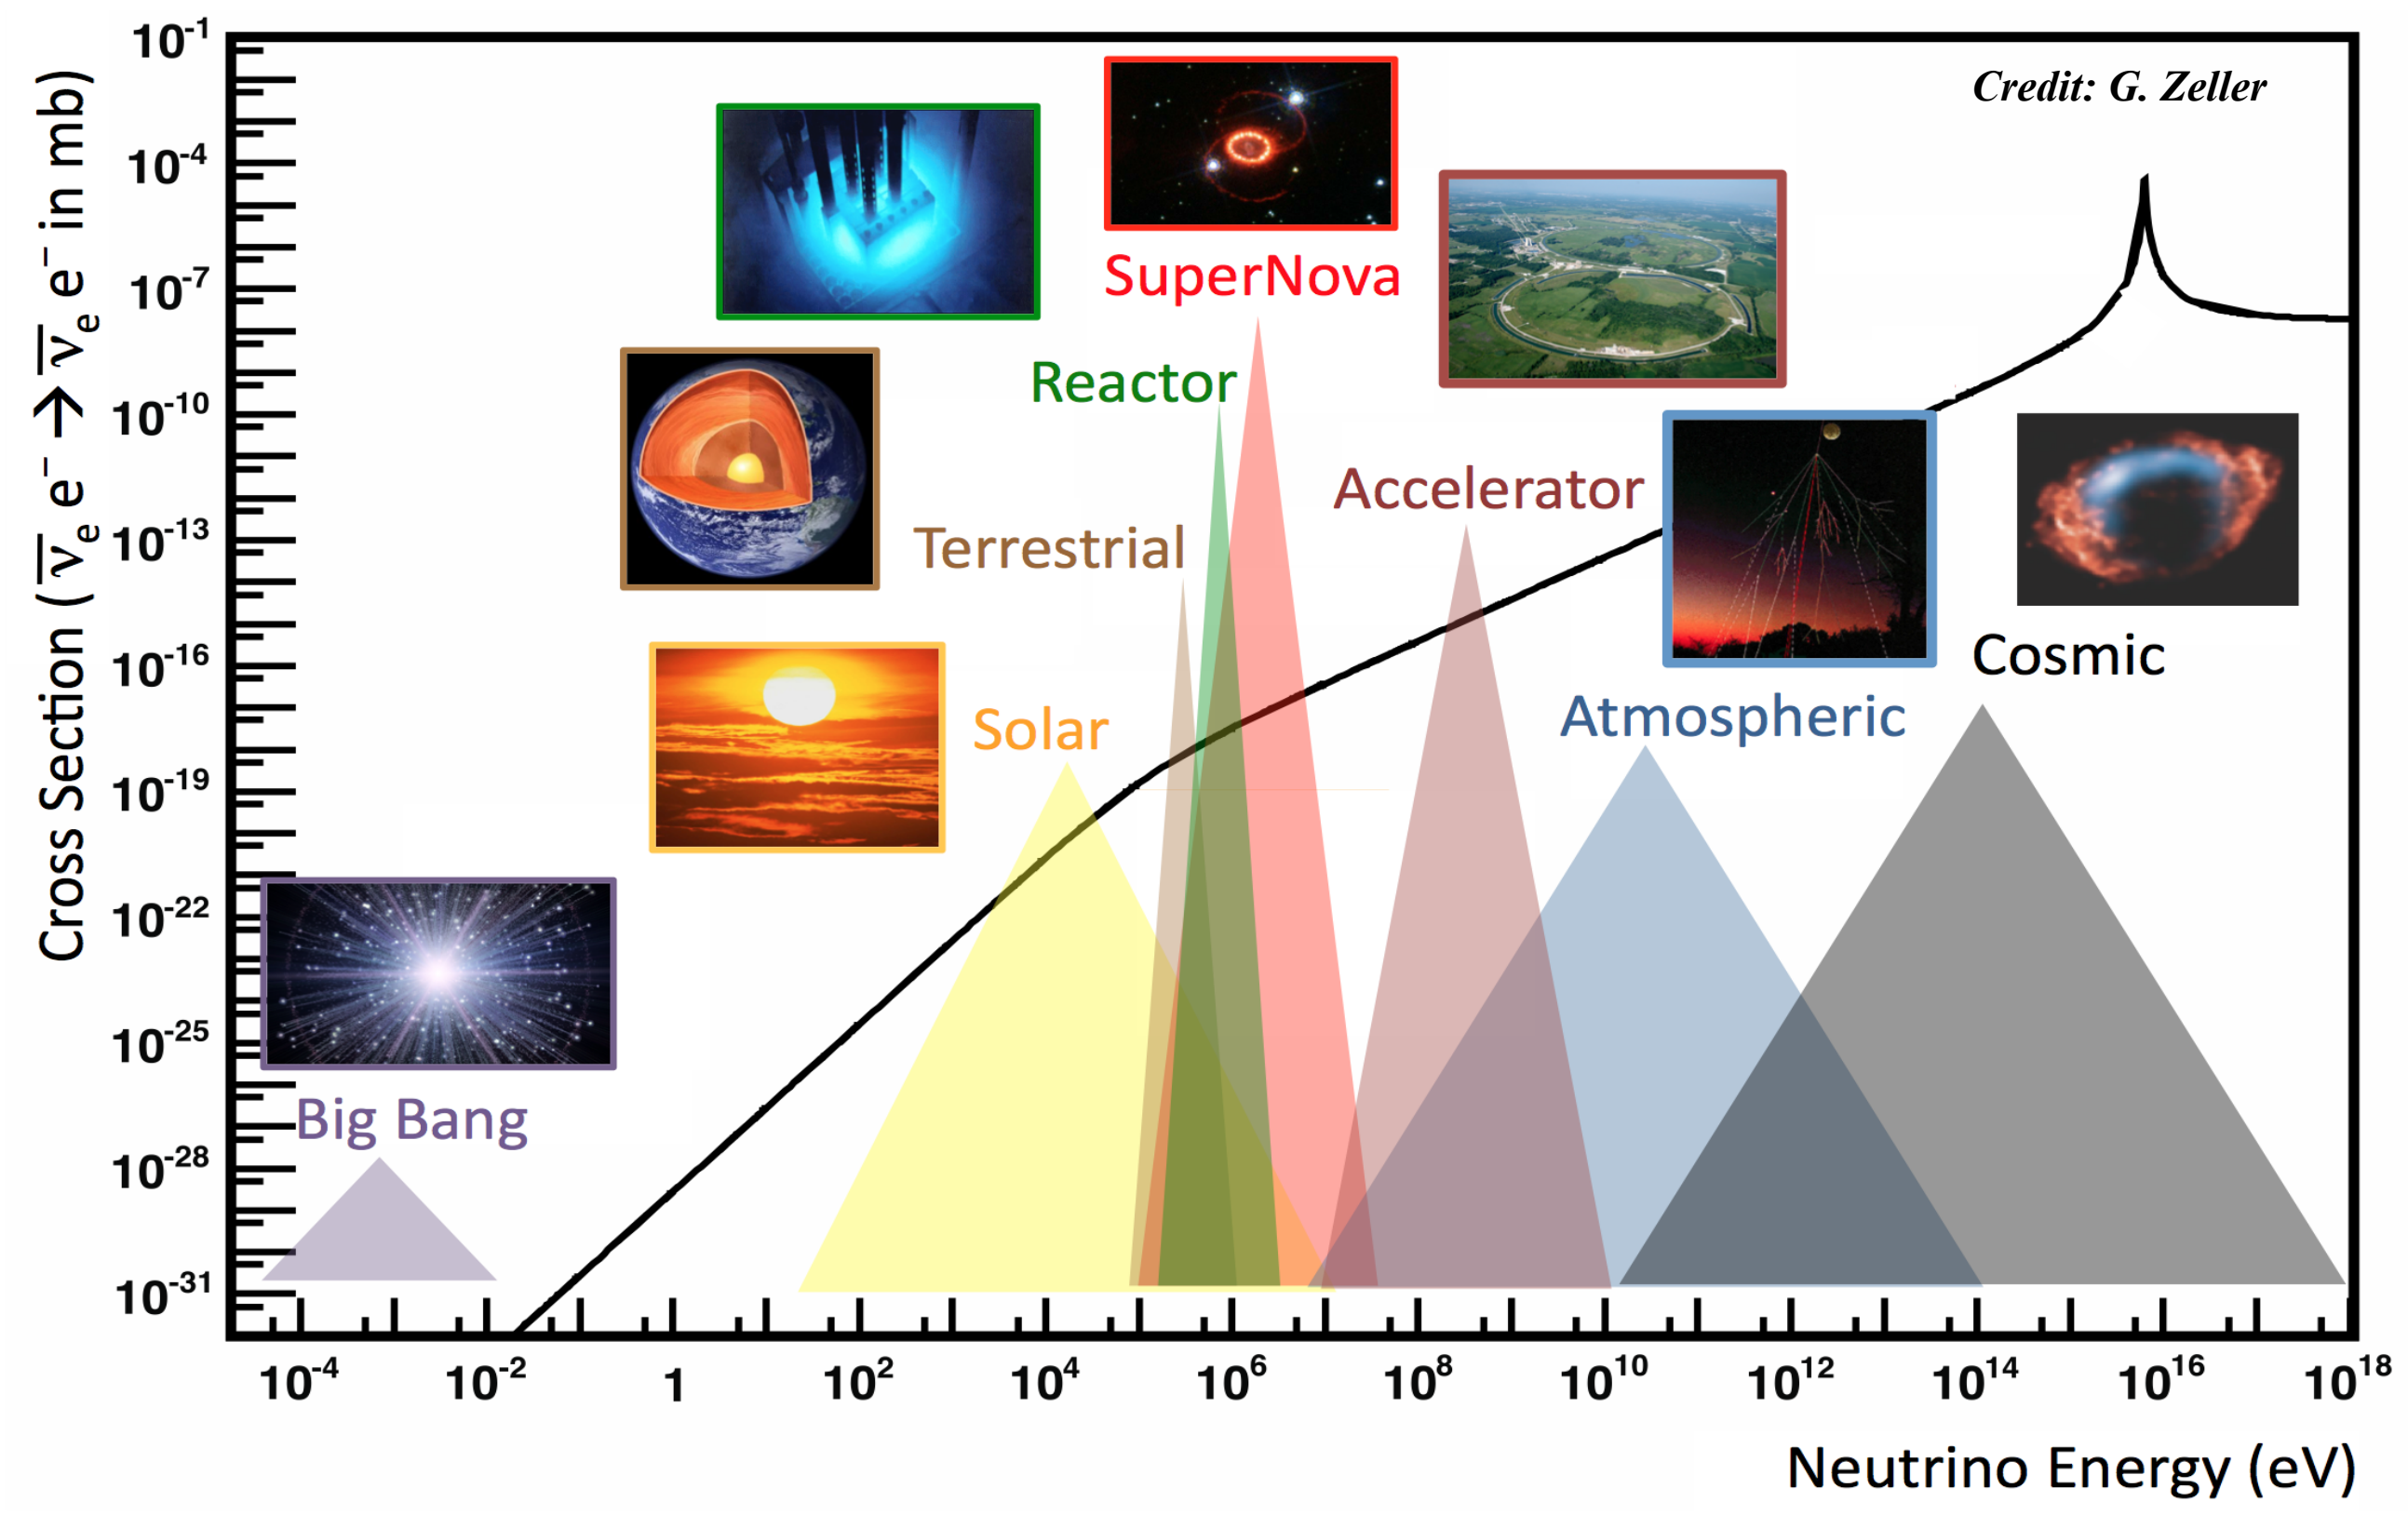 Cross Section (ν̅e e⁻ → ν̅e e⁻ in mb)
10⁻¹
10⁻⁴
10⁻⁷
10⁻¹⁰
10⁻¹³
10⁻¹⁶
10⁻¹⁹
10⁻²²
10⁻²⁵
10⁻²⁸
10⁻³¹
Credit: G. Zeller
SuperNova
Reactor
Accelerator
Terrestrial
Cosmic
Atmospheric
Solar
Big Bang
10⁻⁴ 10⁻² 1 10² 10⁴ 10⁶ 10⁸ 10¹⁰ 10¹² 10¹⁴ 10¹⁶ 10¹⁸
Neutrino Energy (eV)